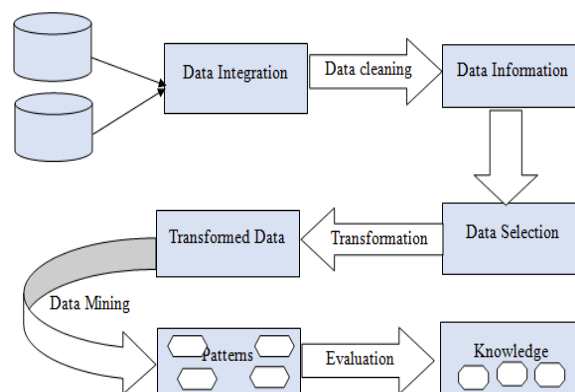 Data Integration
Data cleaning
Data Information
Transformed Data
Transformation
Data Selection
Data Mining
Patterns
Evaluation
Knowledge